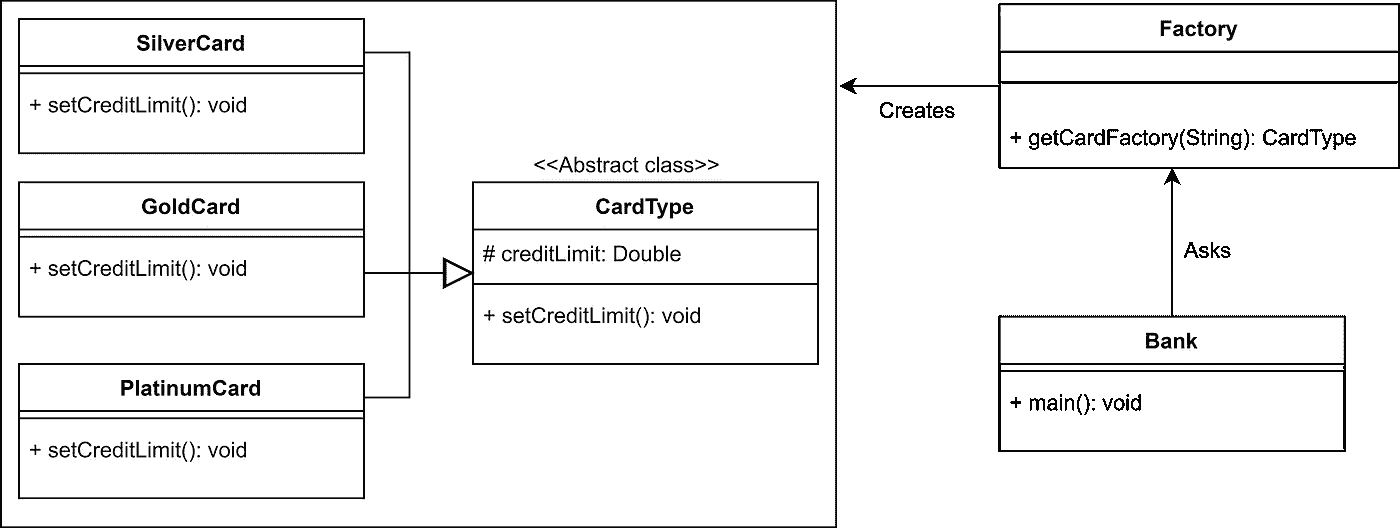 SilverCard
+ setCreditLimit(): void
GoldCard
+ setCreditLimit(): void
PlatinumCard
+ setCreditLimit(): void
<<Abstract class>>
CardType
# creditLimit: Double
+ setCreditLimit(): void
Creates
Factory
+ getCardFactory(String): CardType
Asks
Bank
+ main(): void